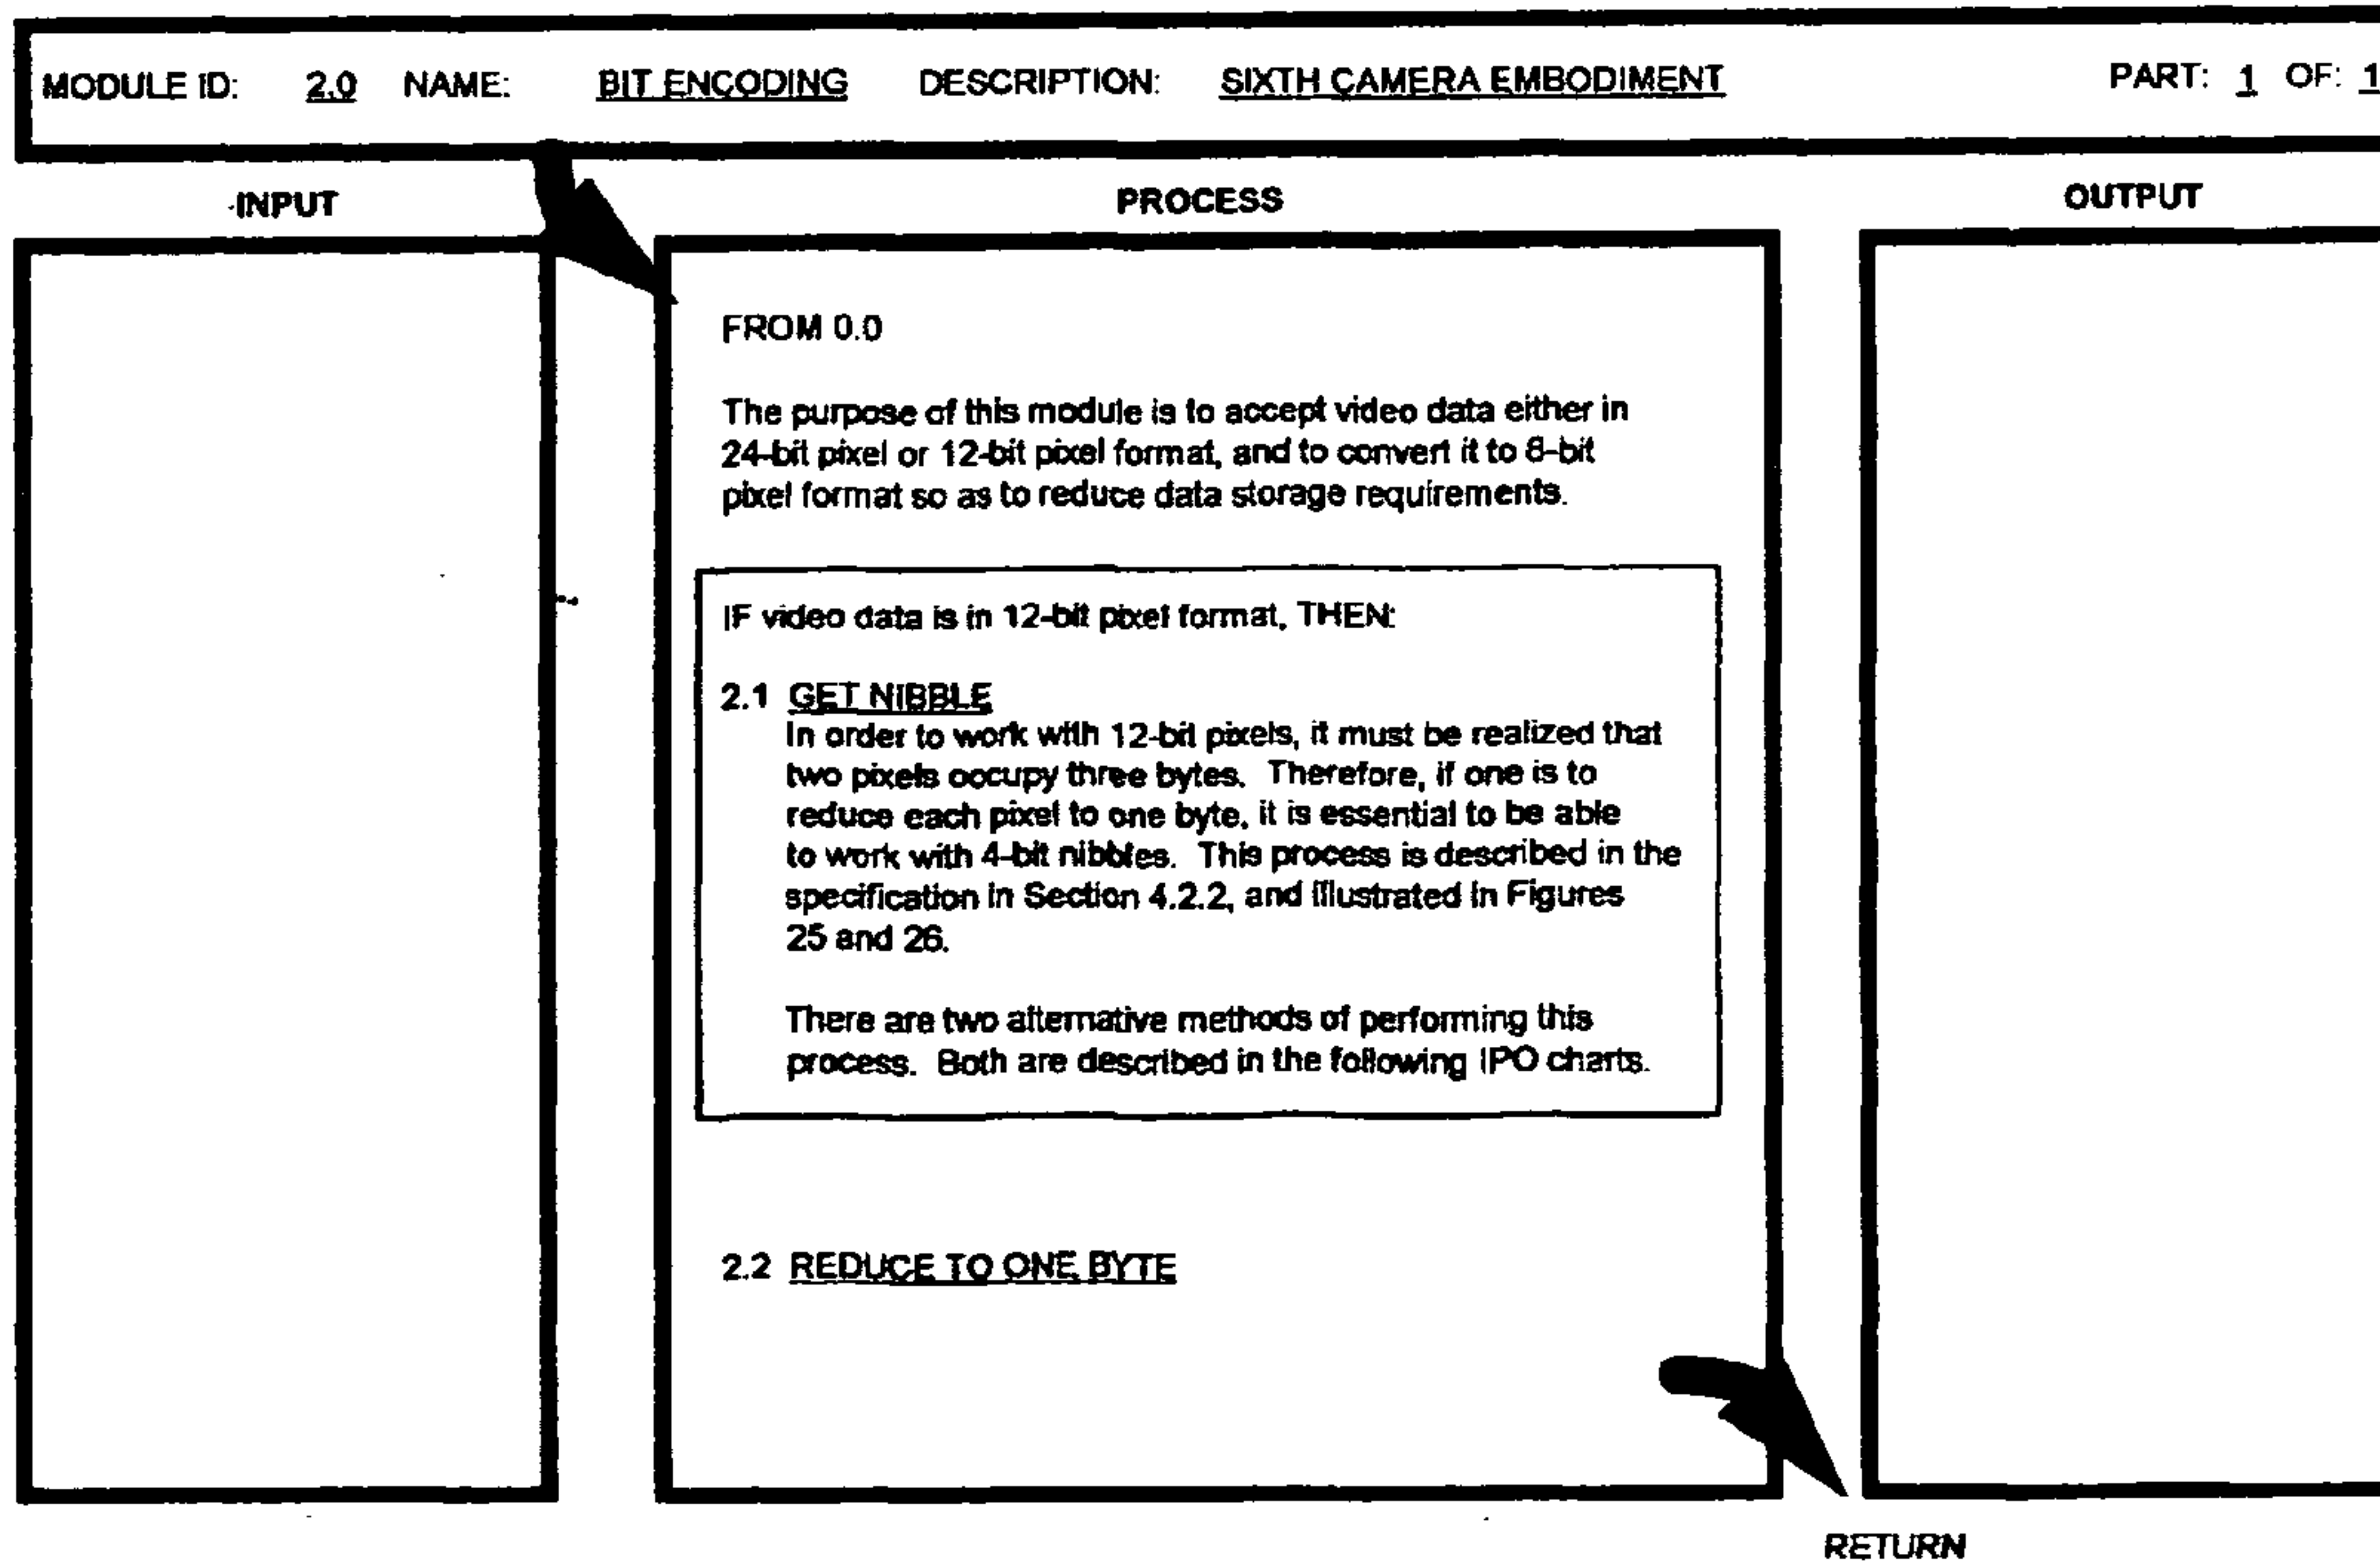 MODULE ID: 2.0 NAME: BIT ENCODING DESCRIPTION: SIXTH CAMERA EMBODIMENT PART: 1 OF: 1
INPUT PROCESS OUTPUT
FROM 0.0
The purpose of this module is to accept video data either in
24-bit pixel or 12-bit pixel format, and to convert it to 8-bit
pixel format so as to reduce data storage requirements.
IF video data is in 12-bit pixel format, THEN:
2.1 GET NIBBLE
In order to work with 12-bit pixels, it must be realized that
two pixels occupy three bytes. Therefore, if one is to
reduce each pixel to one byte, it is essential to be able
to work with 4-bit nibbles. This process is described in the
specification in Section 4.2.2, and illustrated in Figures
25 and 26.
There are two alternative methods of performing this
process. Both are described in the following IPO charts.
2.2 REDUCE TO ONE BYTE
RETURN